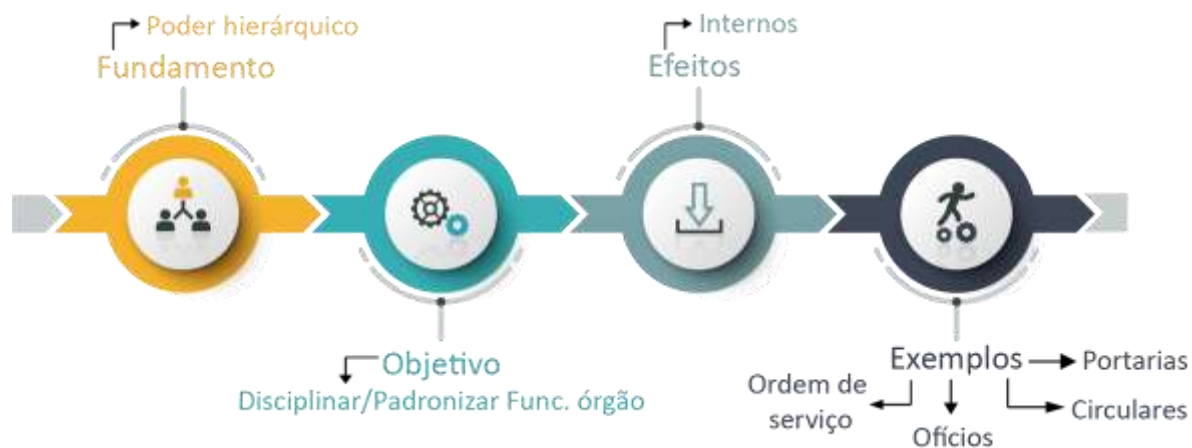 Poder hierárquico
Fundamento
Internos
Efeitos
Objetivo
Disciplinar/Padronizar Func. órgão
Exemplos
Portarias
Ordem de
serviço
Circulares
Ofícios